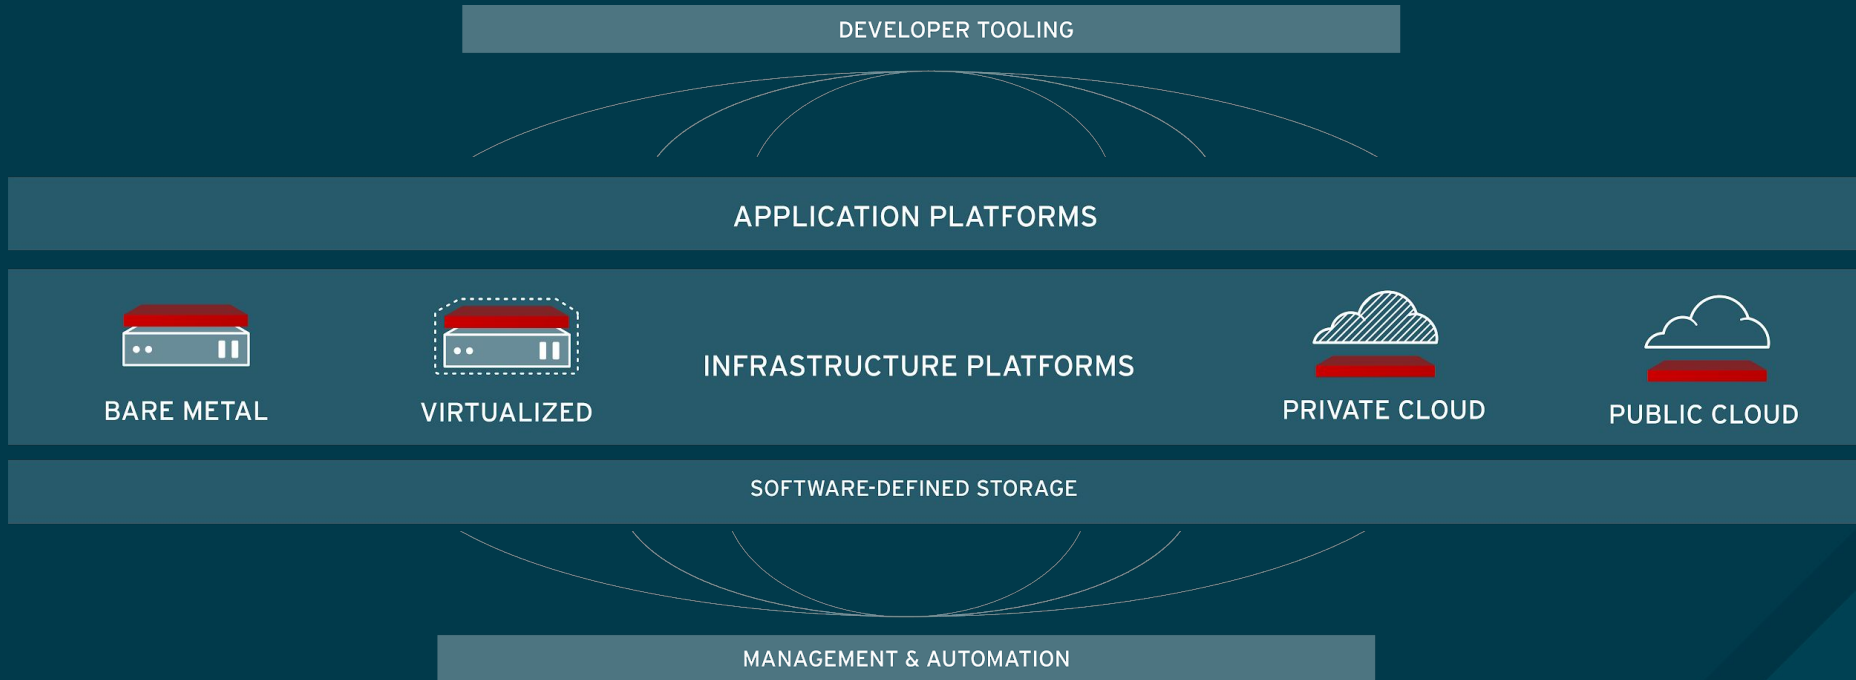 DEVELOPER TOOLING
APPLICATION PLATFORMS
BARE METAL
VIRTUALIZED
INFRASTRUCTURE PLATFORMS
PRIVATE CLOUD
PUBLIC CLOUD
SOFTWARE-DEFINED STORAGE
MANAGEMENT & AUTOMATION